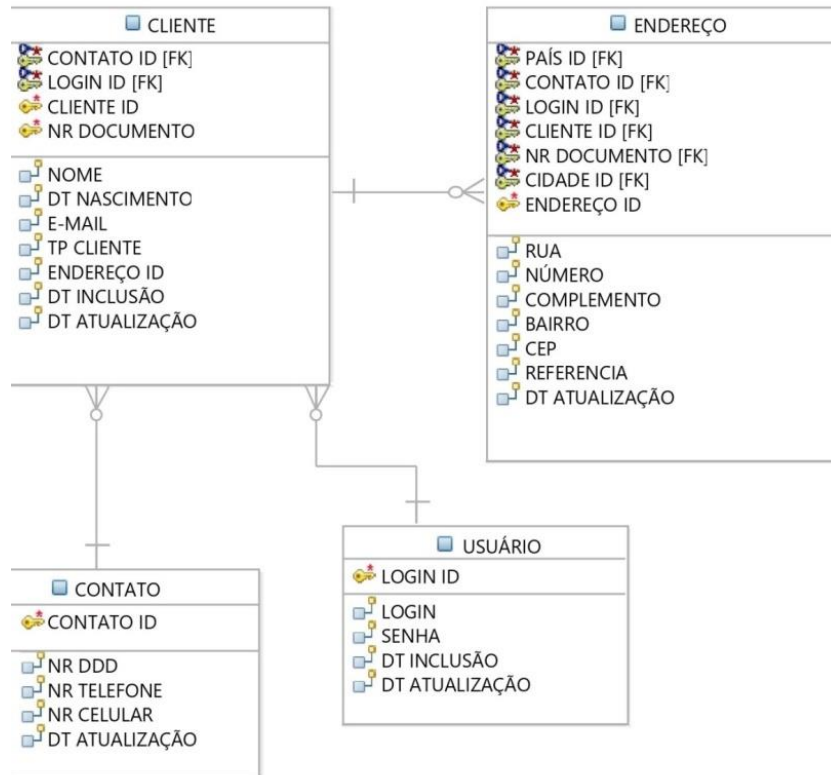 CLIENTE
CONTATO ID [FK]
LOGIN ID [FK]
CLIENTE ID
NR DOCUMENTO
NOME
DT NASCIMENTO
E-MAIL
TP CLIENTE
ENDEREÇO ID
DT INCLUSÃO
DT ATUALIZAÇÃO
ENDEREÇO
PAÍS ID [FK]
CONTATO ID [FK]
LOGIN ID [FK]
CLIENTE ID [FK]
NR DOCUMENTO [FK]
CIDADE ID [FK]
ENDEREÇO ID
RUA
NÚMERO
COMPLEMENTO
BAIRRO
CEP
REFERENCIA
DT ATUALIZAÇÃO
CONTATO
CONTATO ID
NR DDD
NR TELEFONE
NR CELULAR
DT ATUALIZAÇÃO
USUÁRIO
LOGIN ID
LOGIN
SENHA
DT INCLUSÃO
DT ATUALIZAÇÃO